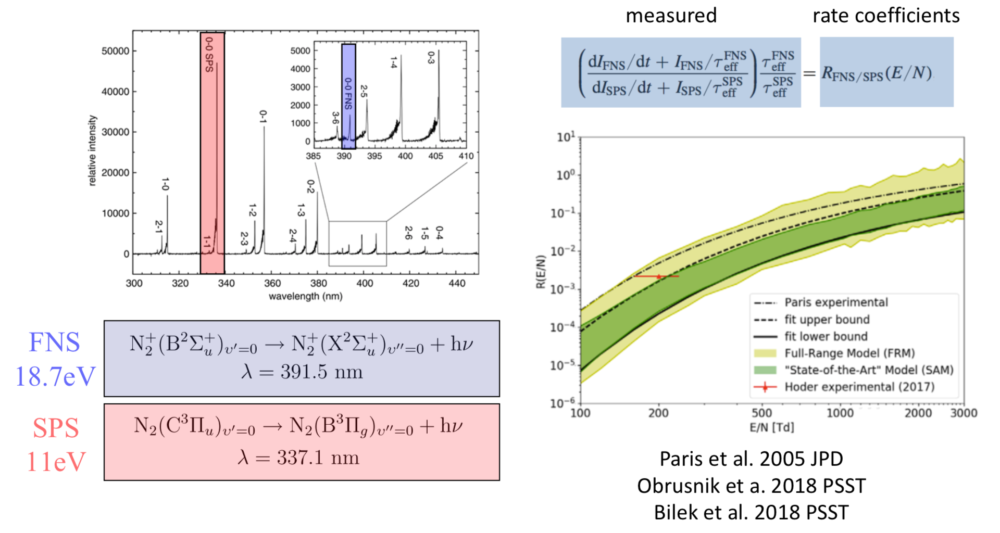 measured
rate coefficients
(dI_FNS/dt + I_FNS/τ_eff^FNS / dI_SPS/dt + I_SPS/τ_eff^SPS) τ_eff^FNS / τ_eff^SPS = R_FNS/SPS(E/N)
relative intensity
50000
40000
30000
20000
10000
0
300 320 340 360 380 400 420 440
wavelength (nm)
2-1
1-0
0-0 SPS
1-1
2-3
1-2
0-1
2-4
1-3
0-2
2-6
1-5
0-4
5000
4000
3000
2000
1000
0
385 390 395 400 405 410
3-6
0-0 FNS
2-5
1-4
0-3
FNS
18.7eV
N₂⁺(B²Σᵤ⁺)ᵥ′₌₀ → N₂⁺(X²Σᵤ⁺)ᵥ″₌₀ + hν
λ = 391.5 nm
SPS
11eV
N₂(C³Πᵤ)ᵥ′₌₀ → N₂(B³Π_g)ᵥ″₌₀ + hν
λ = 337.1 nm
R(E/N)
10¹
10⁰
10⁻¹
10⁻²
10⁻³
10⁻⁴
10⁻⁵
10⁻⁶
100 200 500 1000 2000 3000
E/N [Td]
Paris experimental
fit upper bound
fit lower bound
Full-Range Model (FRM)
"State-of-the-Art" Model (SAM)
Hoder experimental (2017)
Paris et al. 2005 JPD
Obrusnik et a. 2018 PSST
Bilek et al. 2018 PSST